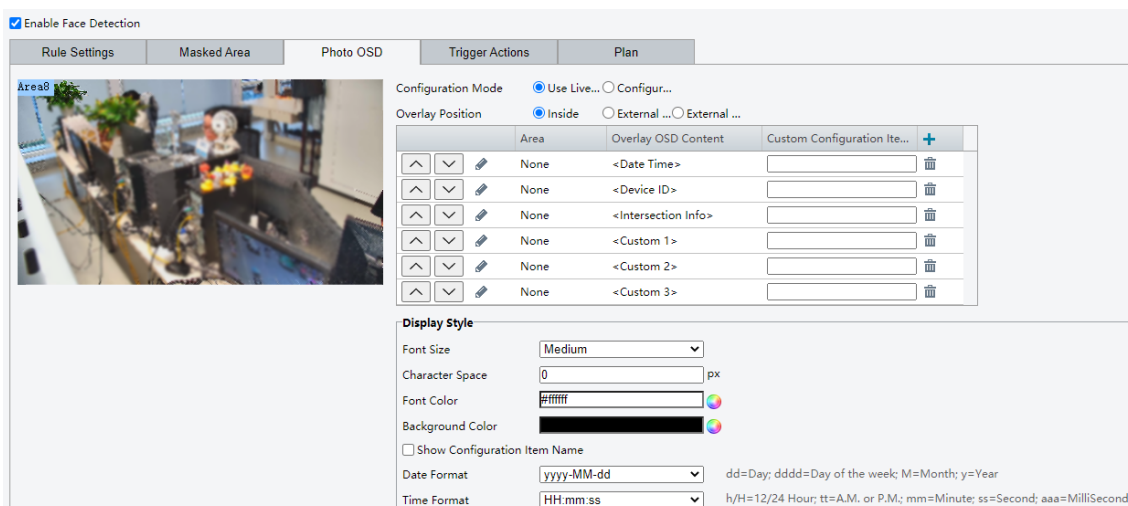 Enable Face Detection
Rule Settings Masked Area Photo OSD Trigger Actions Plan
Area8
Configuration Mode Use Live... Configur...
Overlay Position Inside External ... External ...
Area Overlay OSD Content Custom Configuration Ite... +
None <Date Time>
None <Device ID>
None <Intersection Info>
None <Custom 1>
None <Custom 2>
None <Custom 3>
Display Style
Font Size Medium
Character Space 0 px
Font Color #ffffff
Background Color
Show Configuration Item Name
Date Format yyyy-MM-dd dd=Day; dddd=Day of the week; M=Month; y=Year
Time Format HH:mm:ss h/H=12/24 Hour; tt=A.M. or P.M.; mm=Minute; ss=Second; aaa=MilliSecond